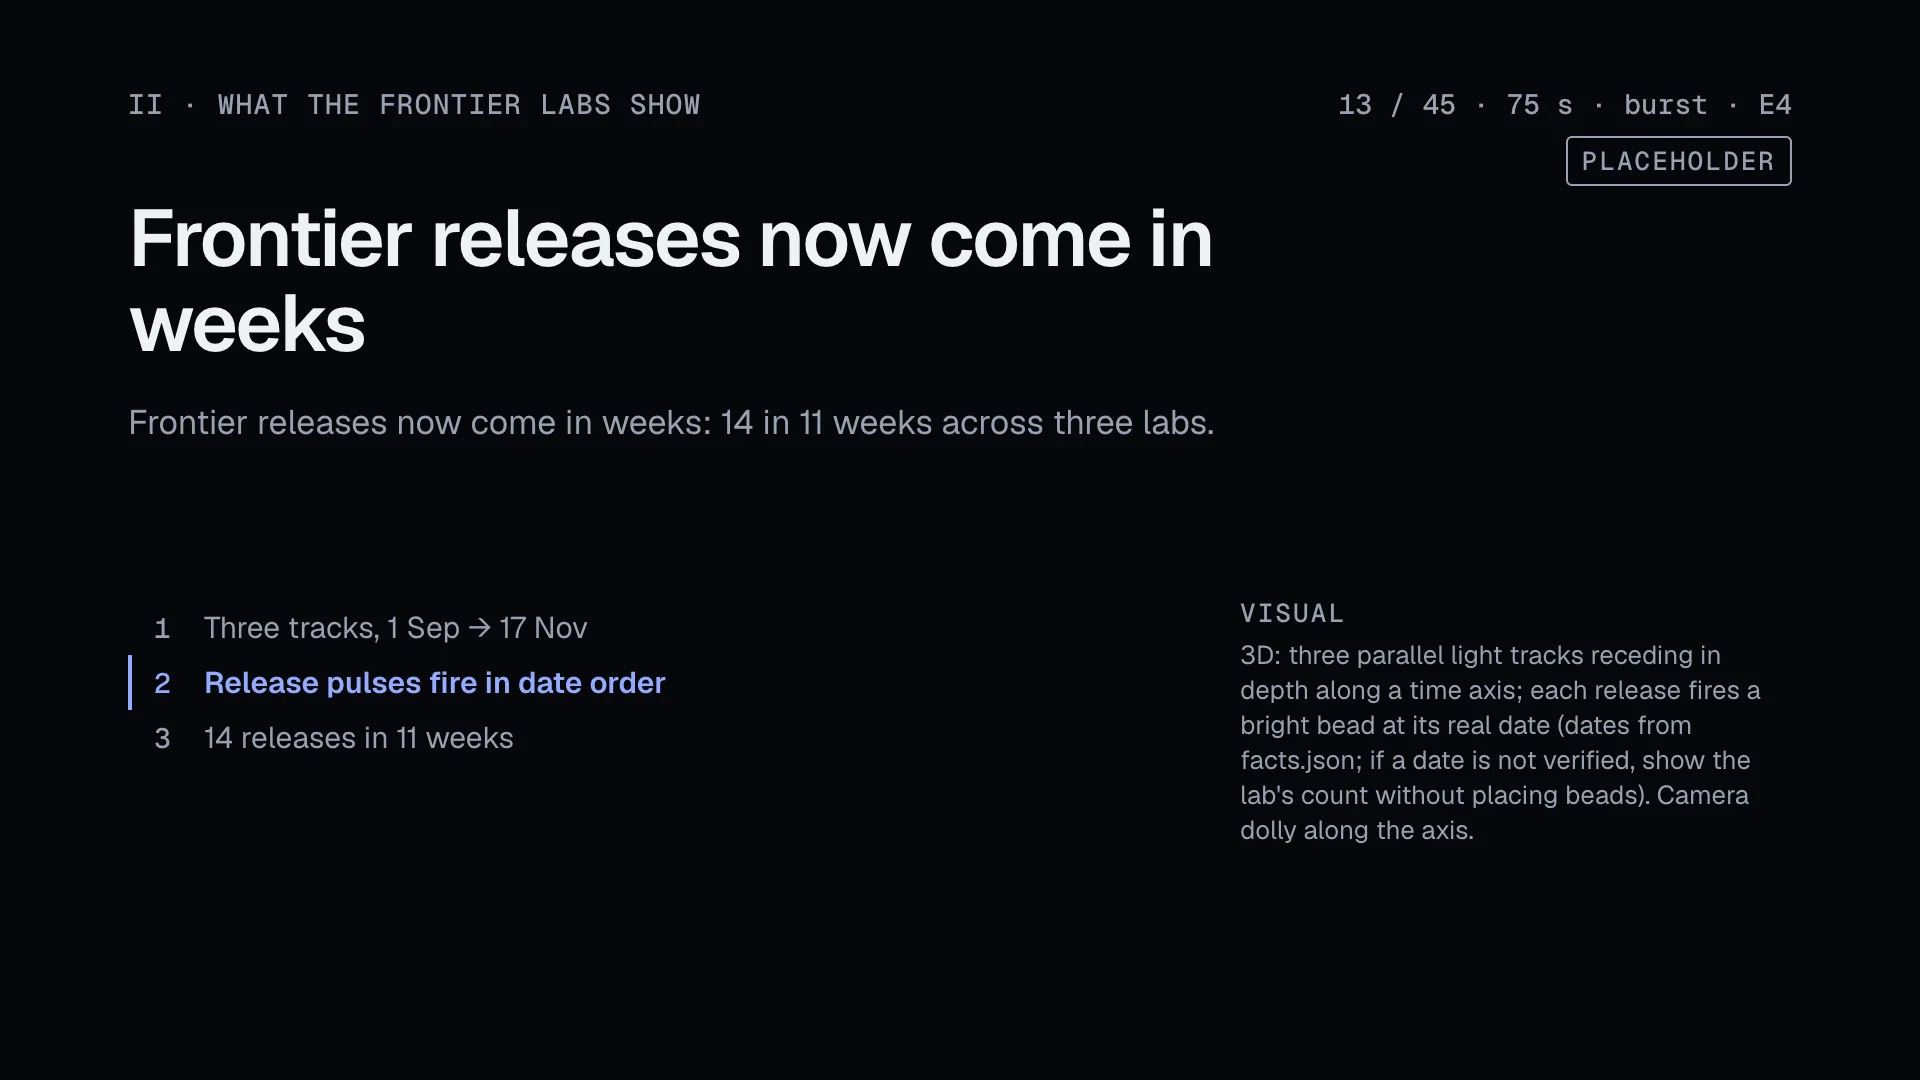 II · WHAT THE FRONTIER LABS SHOW
13 / 45 · 75 s · burst · E4
PLACEHOLDER
Frontier releases now come in
weeks
Frontier releases now come in weeks: 14 in 11 weeks across three labs.
1 Three tracks, 1 Sep → 17 Nov
2 Release pulses fire in date order
3 14 releases in 11 weeks
VISUAL
3D: three parallel light tracks receding in
depth along a time axis; each release fires a
bright bead at its real date (dates from
facts.json; if a date is not verified, show the
lab's count without placing beads). Camera
dolly along the axis.